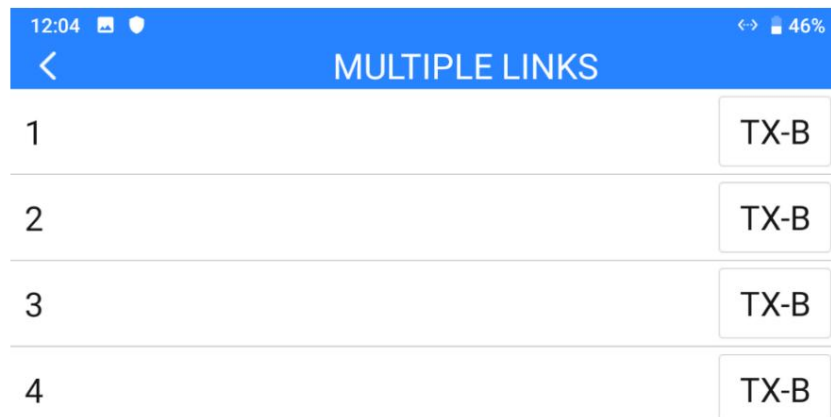 12:04 46%
MULTIPLE LINKS
1 TX-B
2 TX-B
3 TX-B
4 TX-B